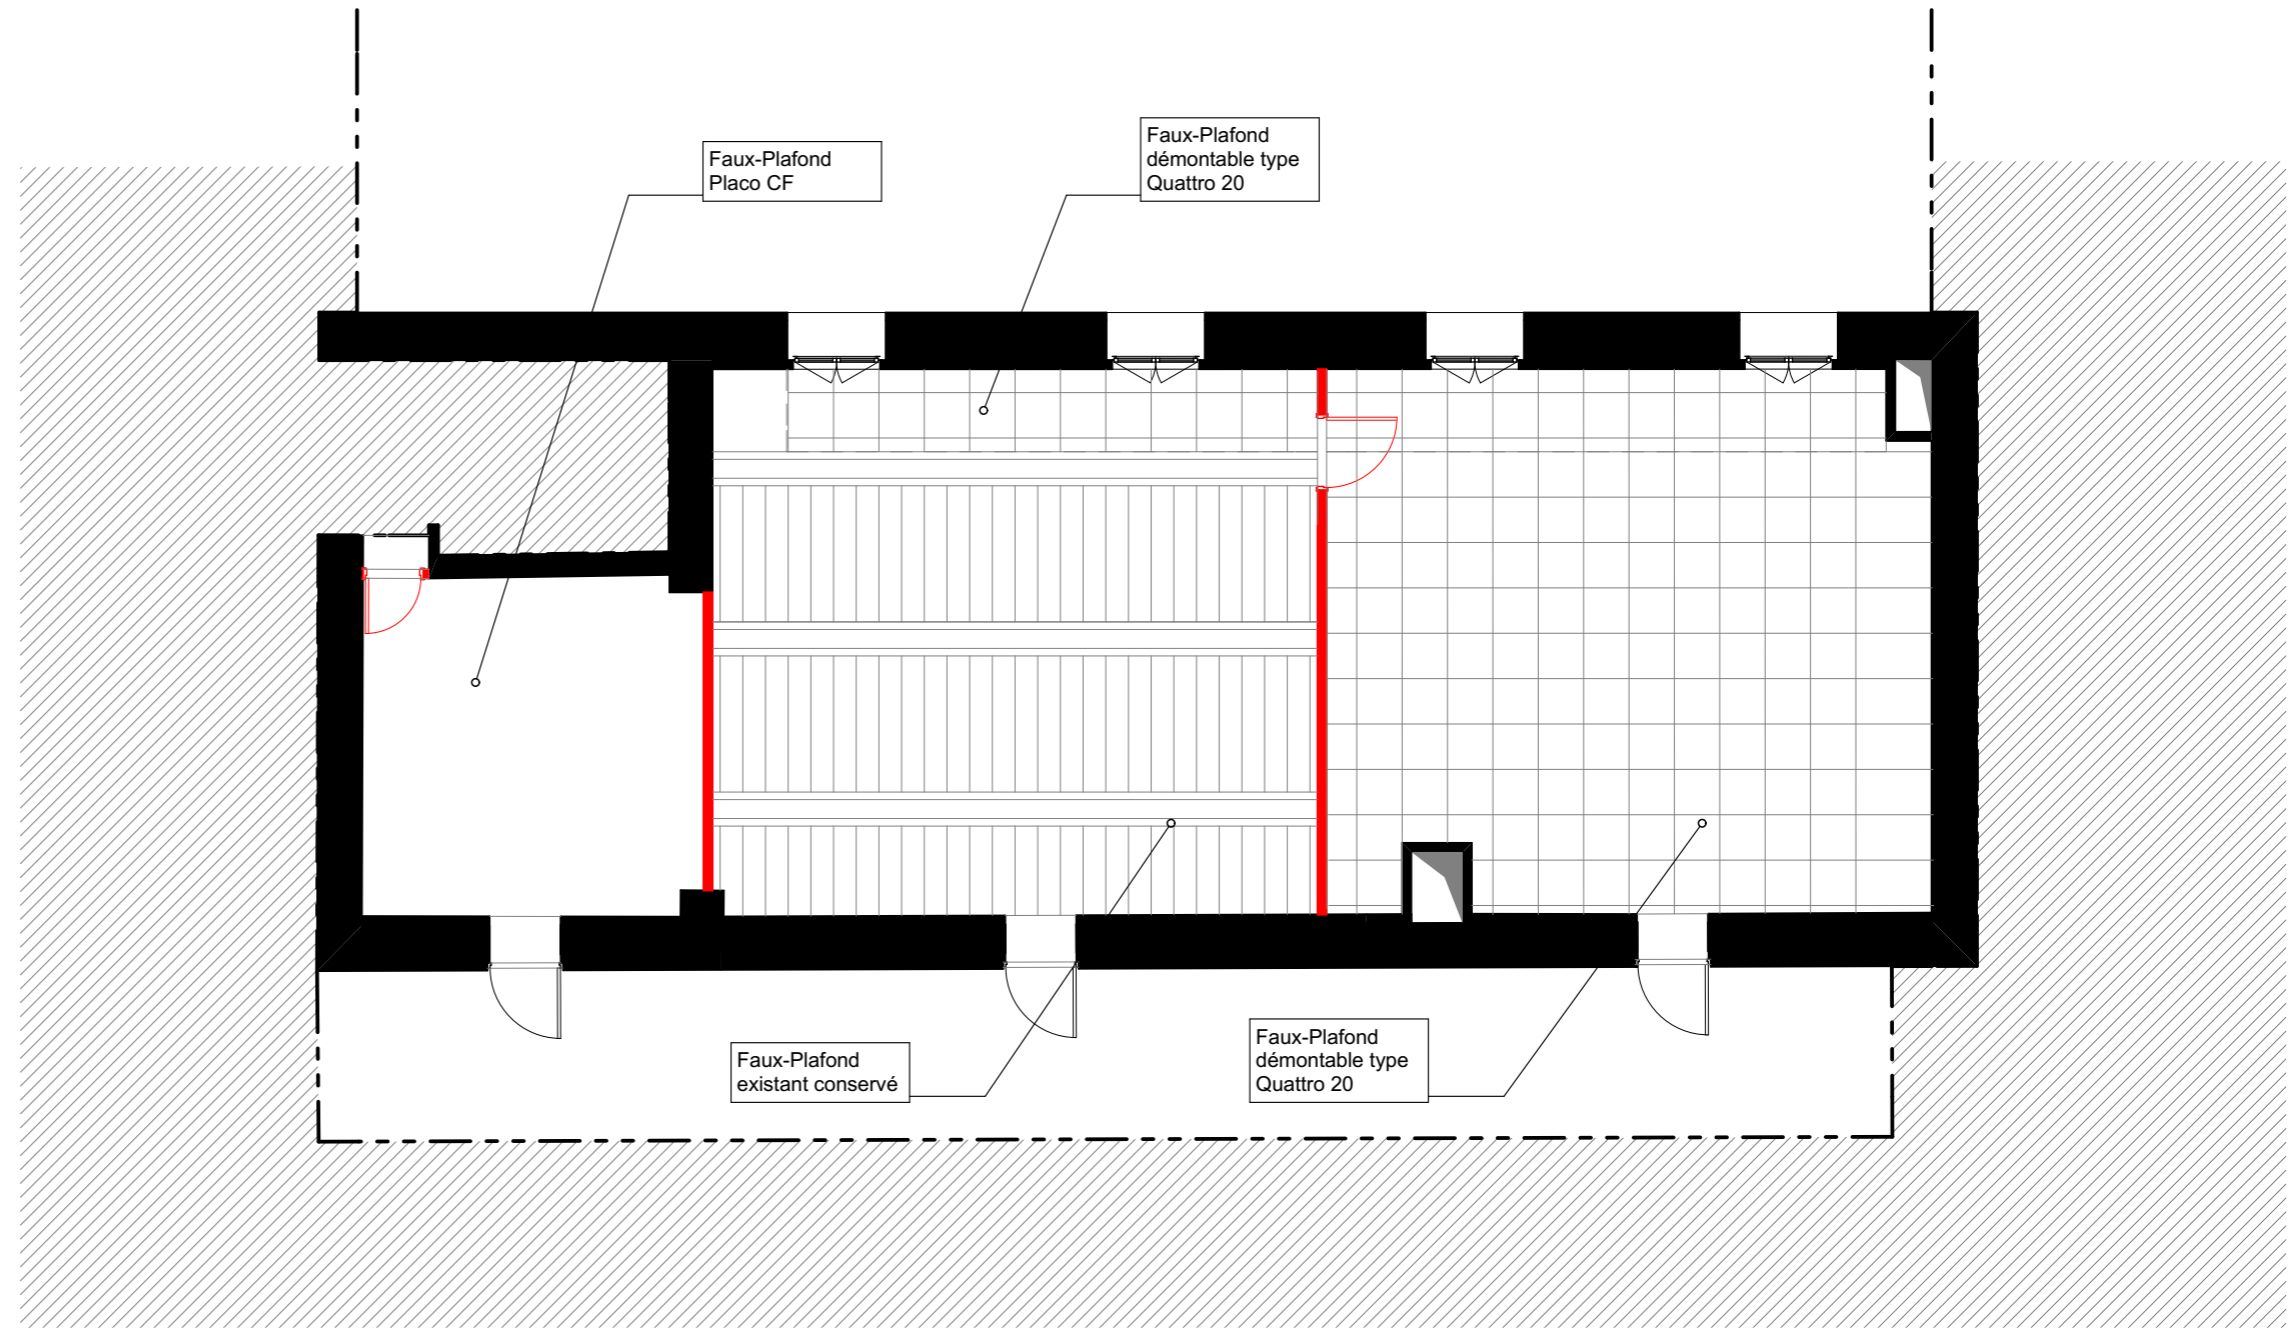 Faux-Plafond
Placo CF
Faux-Plafond
démontable type
Quattro 20
Faux-Plafond
existant conservé
Faux-Plafond
démontable type
Quattro 20